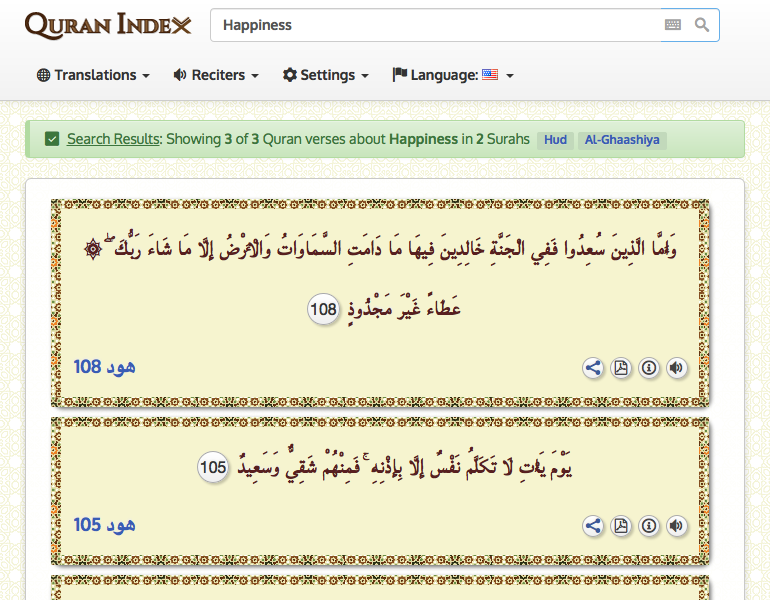 QURAN INDEX
Happiness
Translations
Reciters
Settings
Language:
Search Results: Showing 3 of 3 Quran verses about Happiness in 2 Surahs Hud Al-Ghaashiya
وَأَمَّا الَّذِينَ سُعِدُوا فَفِي الْجَنَّةِ خَالِدِينَ فِيهَا مَا دَامَتِ السَّمَاوَاتُ وَالْأَرْضُ إِلَّا مَا شَاءَ رَبُّكَ ۖ ۞
عَطَاءً غَيْرَ مَجْذُوذٍ 108
هود 108
يَوْمَ يَأْتِ لَا تَكَلَّمُ نَفْسٌ إِلَّا بِإِذْنِهِ ۚ فَمِنْهُمْ شَقِيٌّ وَسَعِيدٌ 105
هود 105